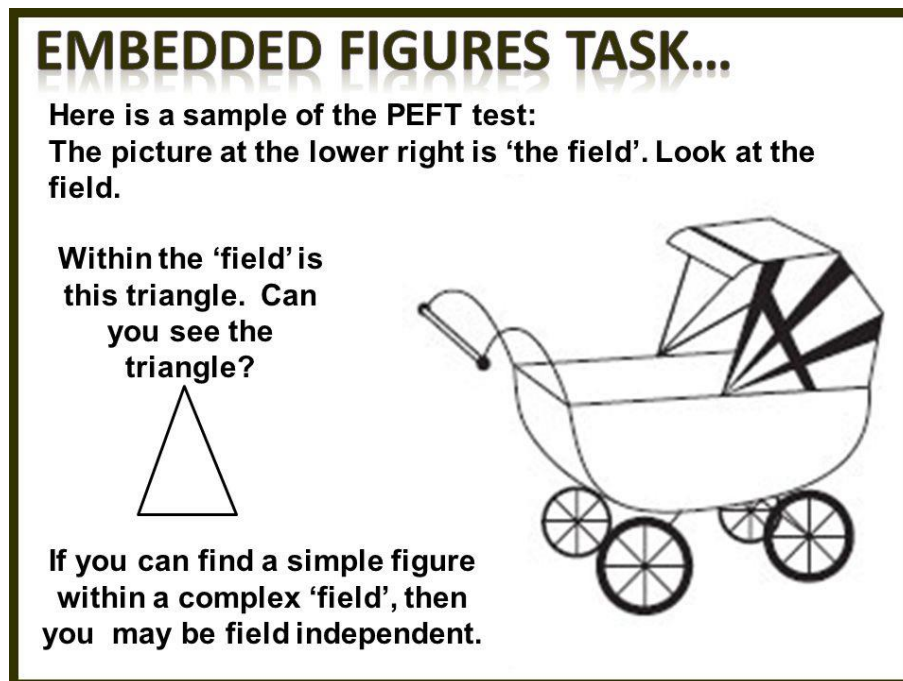 EMBEDDED FIGURES TASK...
Here is a sample of the PEFT test:
The picture at the lower right is ‘the field’. Look at the
field.
Within the ‘field’ is
this triangle. Can
you see the
triangle?
If you can find a simple figure
within a complex ‘field’, then
you may be field independent.